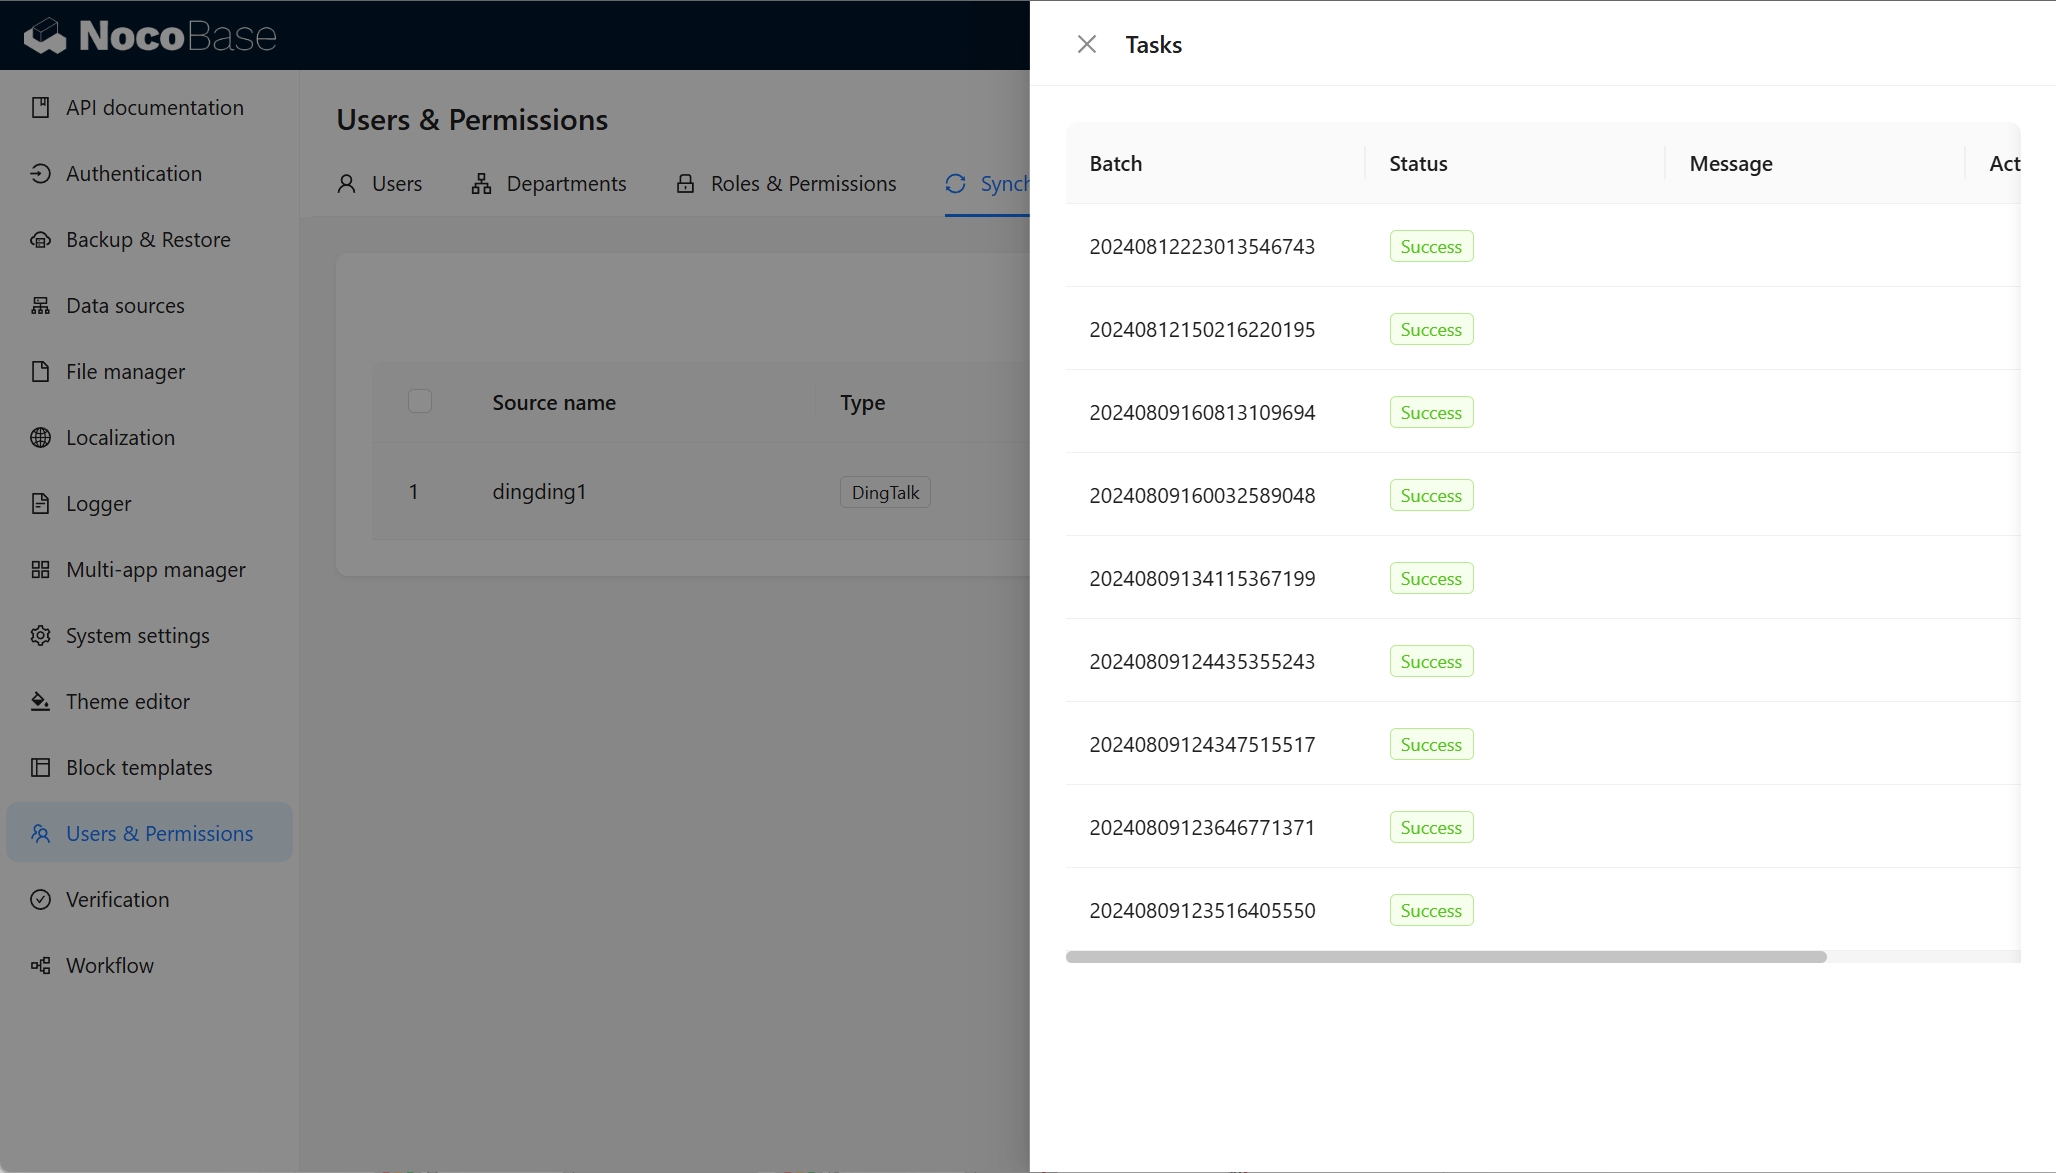 NocoBase
API documentation
Authentication
Backup & Restore
Data sources
File manager
Localization
Logger
Multi-app manager
System settings
Theme editor
Block templates
Users & Permissions
Verification
Workflow
Users & Permissions
Users Departments Roles & Permissions Synch
Source name Type
1 dingding1 DingTalk
Tasks
Batch Status Message Act
20240812223013546743 Success
20240812150216220195 Success
20240809160813109694 Success
20240809160032589048 Success
20240809134115367199 Success
20240809124435355243 Success
20240809124347515517 Success
20240809123646771371 Success
20240809123516405550 Success